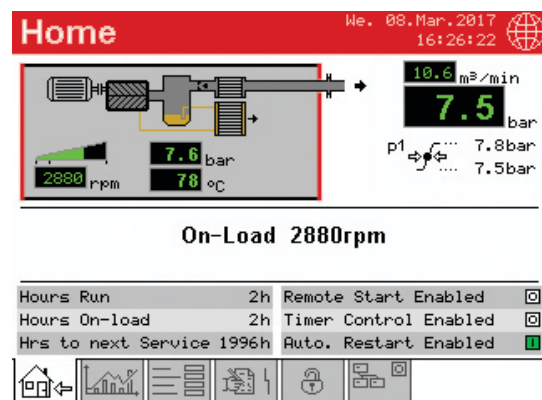 Home
We. 08.Mar.2017
16:26:22
10.6 m³/min
7.5 bar
p1 7.8bar
7.5bar
7.6 bar
2880 rpm
78 °C
On-Load 2880rpm
Hours Run 2h Remote Start Enabled
Hours On-load 2h Timer Control Enabled
Hrs to next Service 1996h Auto. Restart Enabled